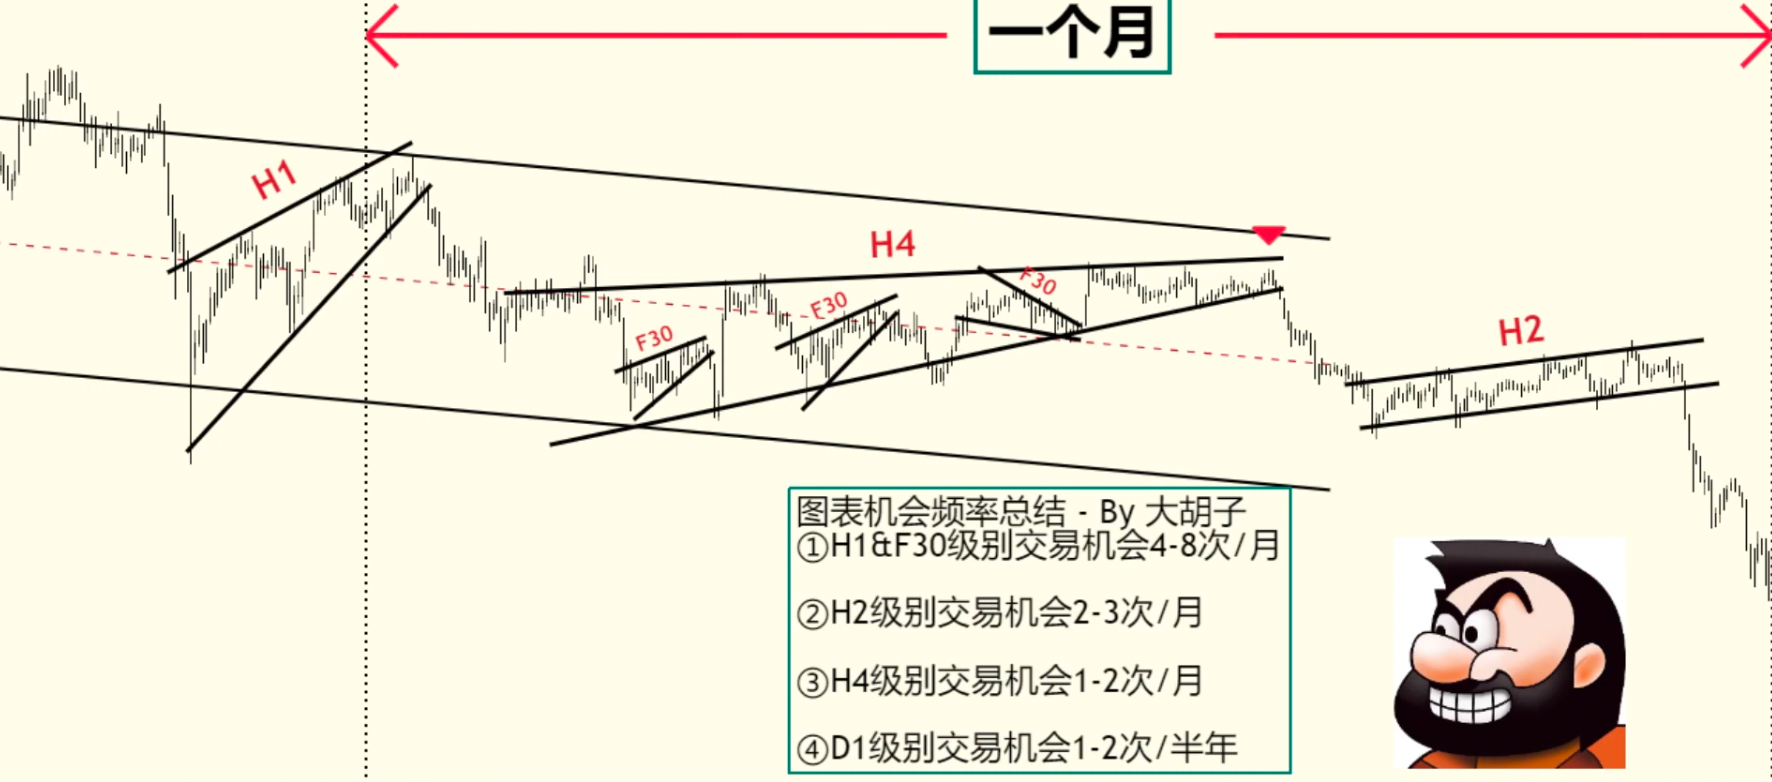 一个月
H1
H4
F30
F30
F30
H2
图表机会频率总结 - By 大胡子
①H1&F30级别交易机会4-8次/月
②H2级别交易机会2-3次/月
③H4级别交易机会1-2次/月
④D1级别交易机会1-2次/半年